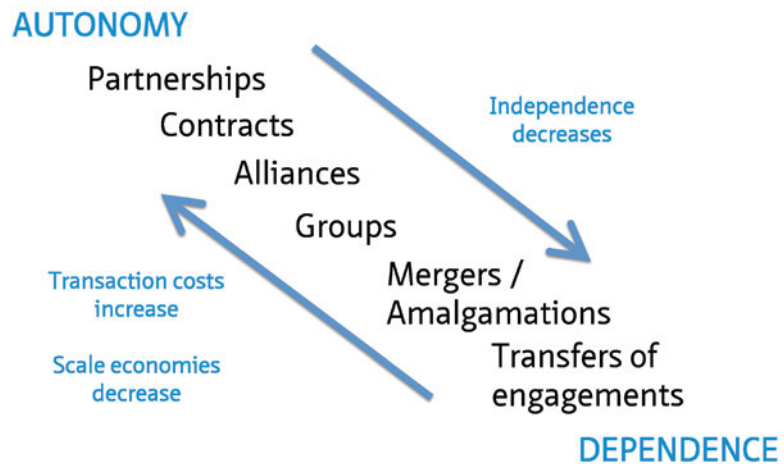 AUTONOMY
Partnerships
Contracts
Alliances
Groups
Mergers /
Amalgamations
Transfers of
engagements
DEPENDENCE
Independence
decreases
Transaction costs
increase
Scale economies
decrease